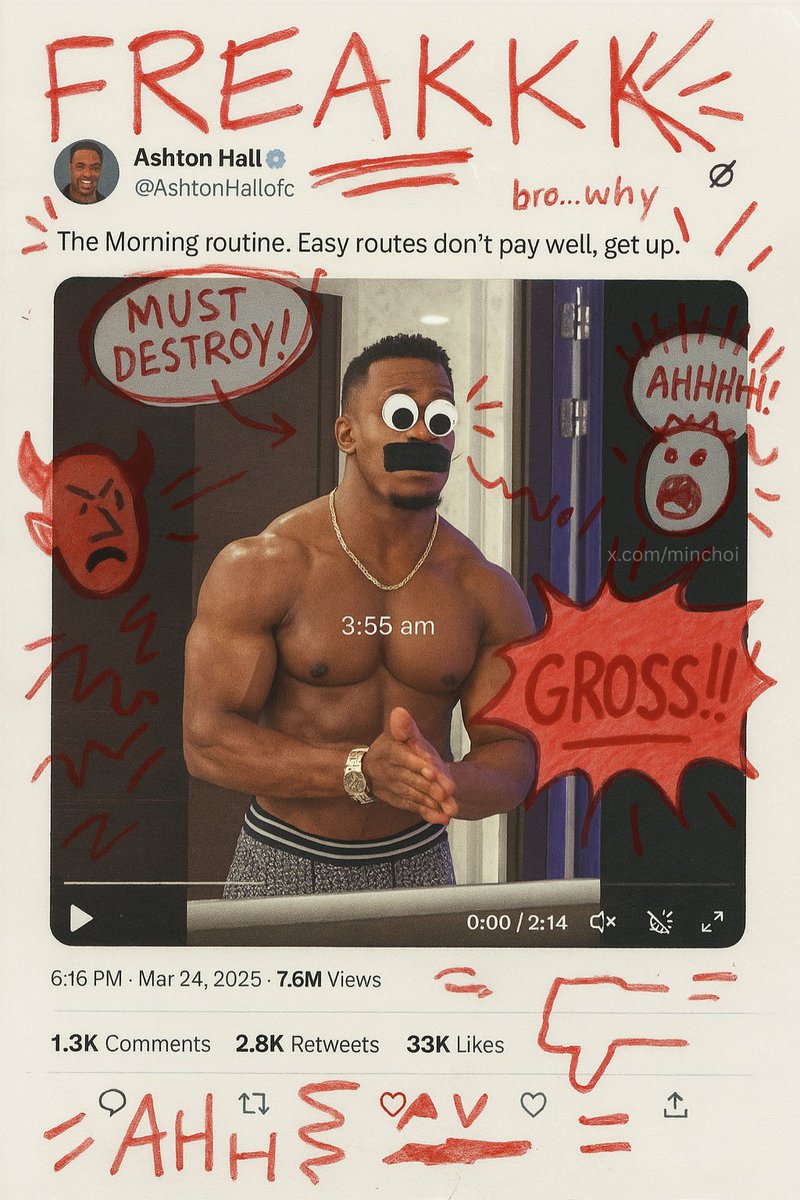 FREAKKK
Ashton Hall
@AshtonHallofc
bro...why
The Morning routine. Easy routes don't pay well, get up.
MUST
DESTROY!
AHHHH!
x.com/minchoi
3:55 am
GROSS!!
0:00 / 2:14
6:16 PM · Mar 24, 2025 · 7.6M Views
1.3K Comments 2.8K Retweets 33K Likes
AHH